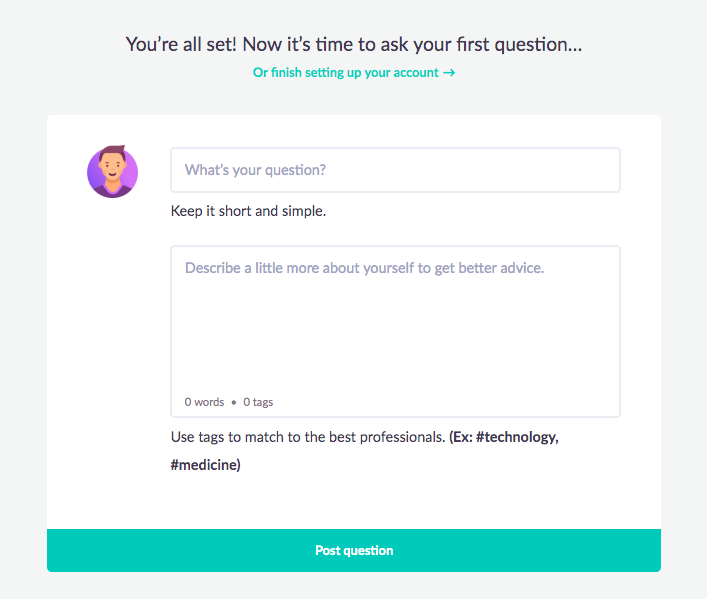 You’re all set! Now it’s time to ask your first question...
Or finish setting up your account →
What’s your question?
Keep it short and simple.
Describe a little more about yourself to get better advice.
0 words • 0 tags
Use tags to match to the best professionals. (Ex: #technology,
#medicine)
Post question